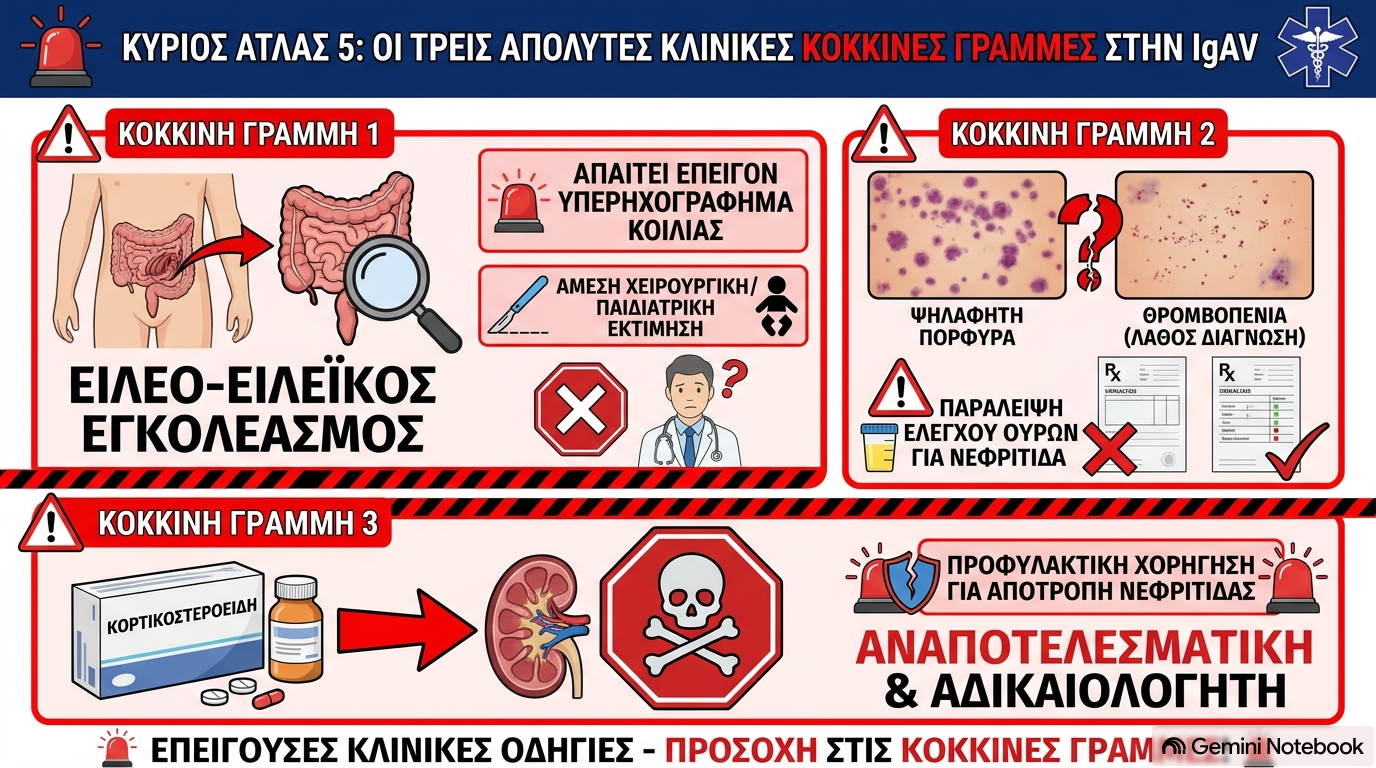 ΚΥΡΙΟΣ ΑΤΛΑΣ 5: ΟΙ ΤΡΕΙΣ ΑΠΟΛΥΤΕΣ ΚΛΙΝΙΚΕΣ ΚΟΚΚΙΝΕΣ ΓΡΑΜΜΕΣ ΣΤΗΝ IgAV
ΚΟΚΚΙΝΗ ΓΡΑΜΜΗ 1
ΑΠΑΙΤΕΙ ΕΠΕΙΓΟΝ
ΥΠΕΡΗΧΟΓΡΑΦΗΜΑ
ΚΟΙΛΙΑΣ
ΑΜΕΣΗ ΧΕΙΡΟΥΡΓΙΚΗ/
ΠΑΙΔΙΑΤΡΙΚΗ
ΕΚΤΙΜΗΣΗ
ΕΙΛΕΟ-ΕΙΛΕΪΚΟΣ
ΕΓΚΟΛΕΑΣΜΟΣ
ΚΟΚΚΙΝΗ ΓΡΑΜΜΗ 2
ΨΗΛΑΦΗΤΗ
ΠΟΡΦΥΡΑ
ΘΡΟΜΒΟΠΕΝΙΑ
(ΛΑΘΟΣ ΔΙΑΓΝΩΣΗ)
ΠΑΡΑΛΕΙΨΗ
ΕΛΕΓΧΟΥ ΟΥΡΩΝ
ΓΙΑ ΝΕΦΡΙΤΙΔΑ
Rx
Rx
ΚΟΚΚΙΝΗ ΓΡΑΜΜΗ 3
ΚΟΡΤΙΚΟΣΤΕΡΟΕΙΔΗ
ΠΡΟΦΥΛΑΚΤΙΚΗ ΧΟΡΗΓΗΣΗ
ΓΙΑ ΑΠΟΤΡΟΠΗ ΝΕΦΡΙΤΙΔΑΣ
ΑΝΑΠΟΤΕΛΕΣΜΑΤΙΚΗ
& ΑΔΙΚΑΙΟΛΟΓΗΤΗ
ΕΠΕΙΓΟΥΣΕΣ ΚΛΙΝΙΚΕΣ ΟΔΗΓΙΕΣ - ΠΡΟΣΟΧΗ ΣΤΙΣ ΚΟΚΚΙΝΕΣ
Gemini Notebook